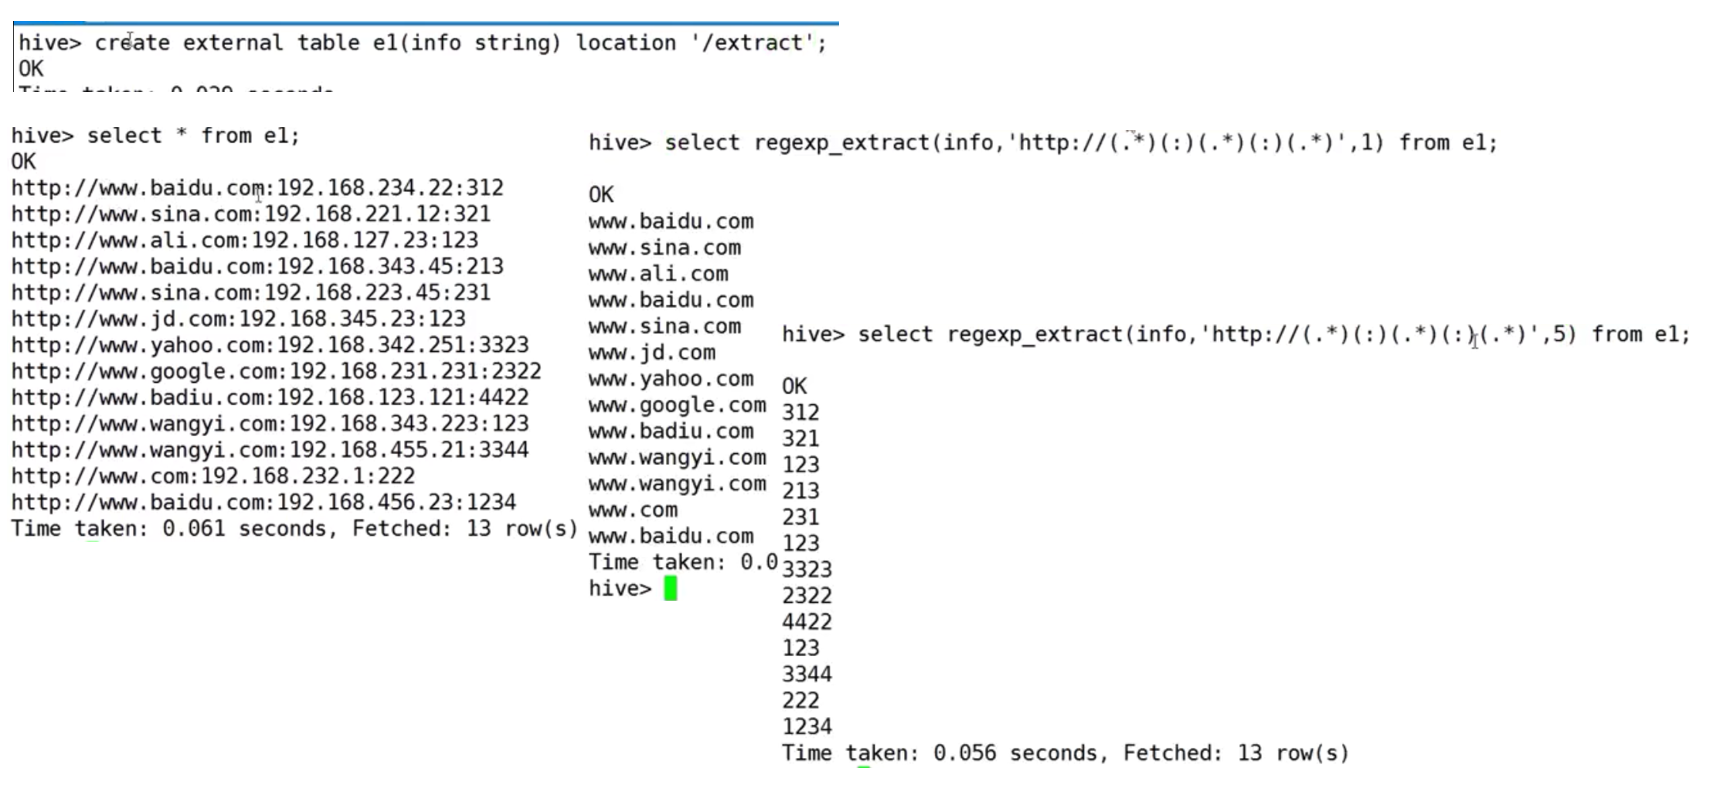 hive> create external table e1(info string) location '/extract';
OK
Time taken: 0.029 seconds
hive> select * from e1;
OK
http://www.baidu.com:192.168.234.22:312
http://www.sina.com:192.168.221.12:321
http://www.ali.com:192.168.127.23:123
http://www.baidu.com:192.168.343.45:213
http://www.sina.com:192.168.223.45:231
http://www.jd.com:192.168.345.23:123
http://www.yahoo.com:192.168.342.251:3323
http://www.google.com:192.168.231.231:2322
http://www.badiu.com:192.168.123.121:4422
http://www.wangyi.com:192.168.343.223:123
http://www.wangyi.com:192.168.455.21:3344
http://www.com:192.168.232.1:222
http://www.baidu.com:192.168.456.23:1234
Time taken: 0.061 seconds, Fetched: 13 row(s)
hive> select regexp_extract(info,'http://(.*)(:)(.*)(:)(.*)',1) from e1;
OK
www.baidu.com
www.sina.com
www.ali.com
www.baidu.com
www.sina.com
www.jd.com
www.yahoo.com
www.google.com
www.badiu.com
www.wangyi.com
www.wangyi.com
www.com
www.baidu.com
Time taken: 0.0
hive>
hive> select regexp_extract(info,'http://(.*)(:)(.*)(:)(.*)',5) from e1;
OK
312
321
123
213
231
123
3323
2322
4422
123
3344
222
1234
Time taken: 0.056 seconds, Fetched: 13 row(s)